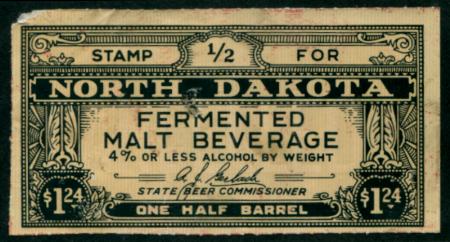 STAMP 1/2 FOR
NORTH DAKOTA
FERMENTED
MALT BEVERAGE
4% OR LESS ALCOHOL BY WEIGHT
STATE BEER COMMISSIONER
$1.24 ONE HALF BARREL $1.24